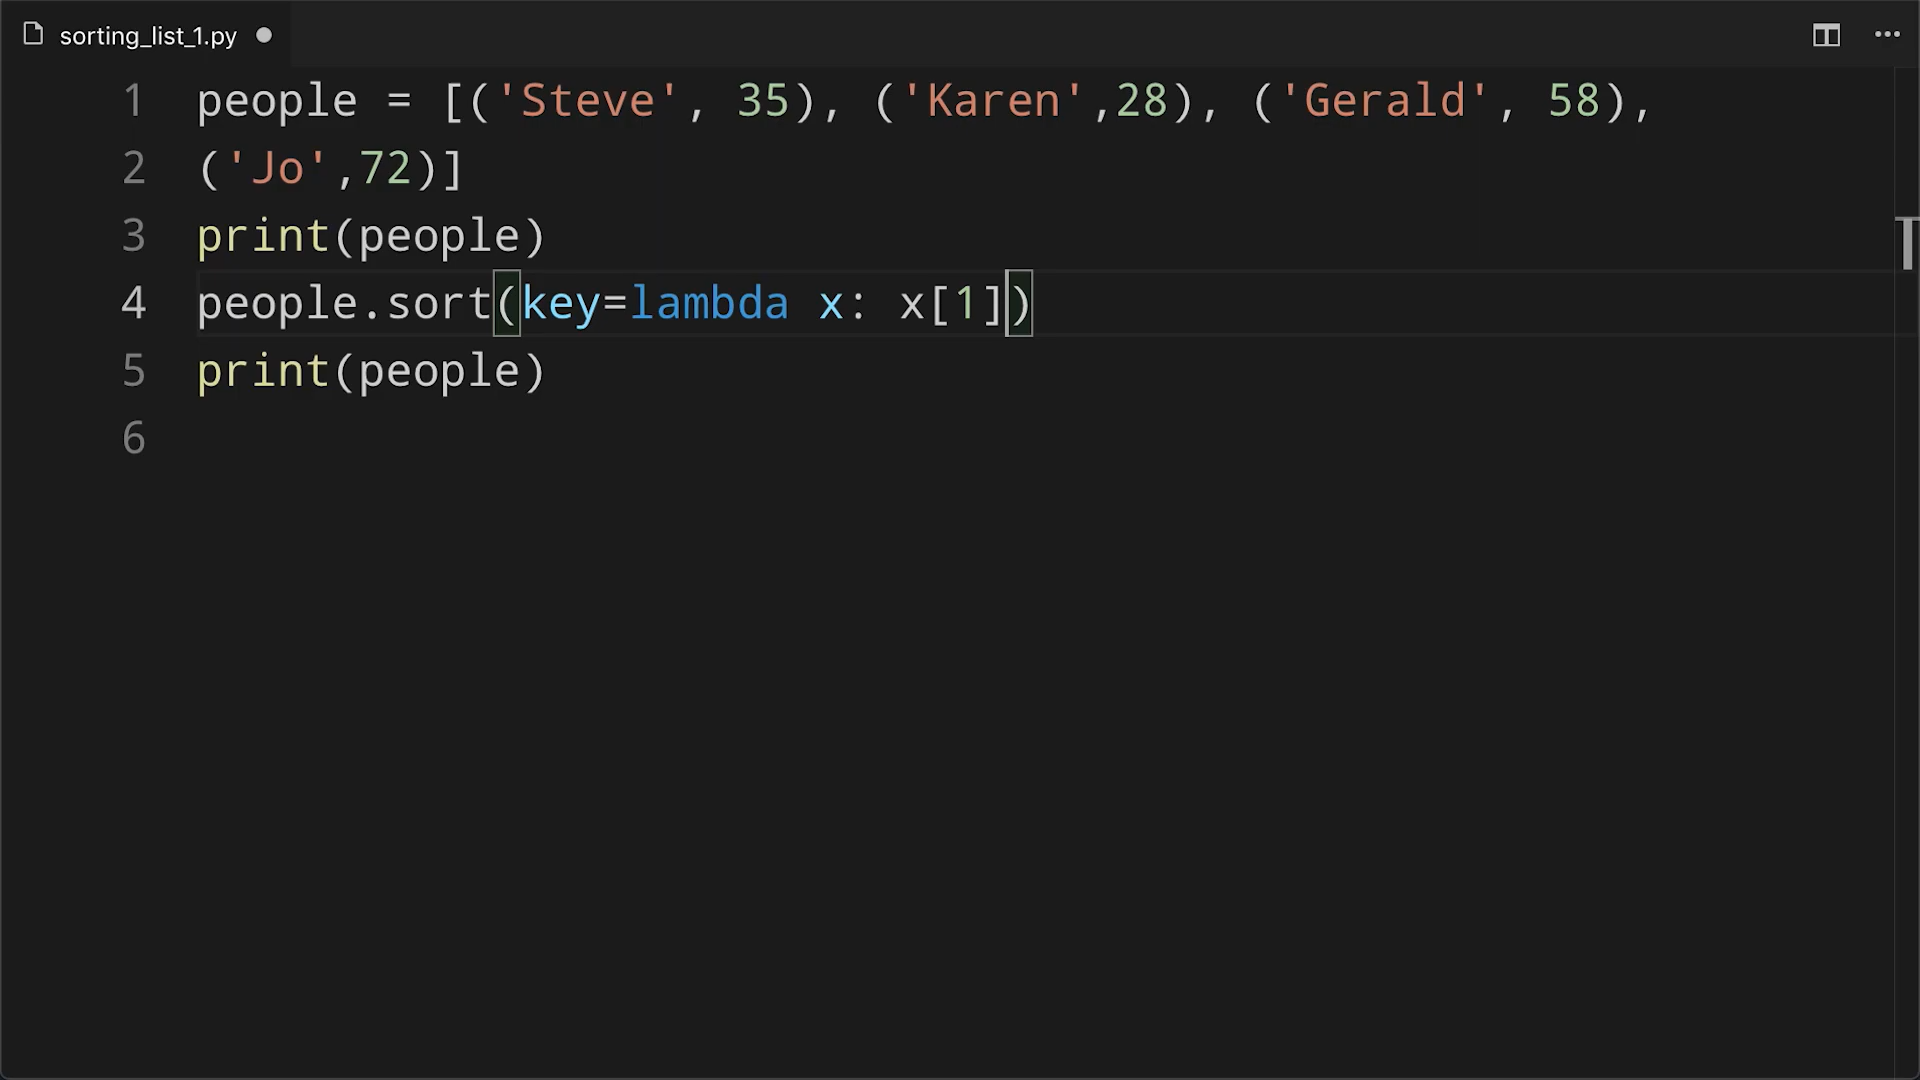 sorting_list_1.py
1 people = [('Steve', 35), ('Karen',28), ('Gerald', 58),
2 ('Jo',72)]
3 print(people)
4 people.sort(key=lambda x: x[1])
5 print(people)
6